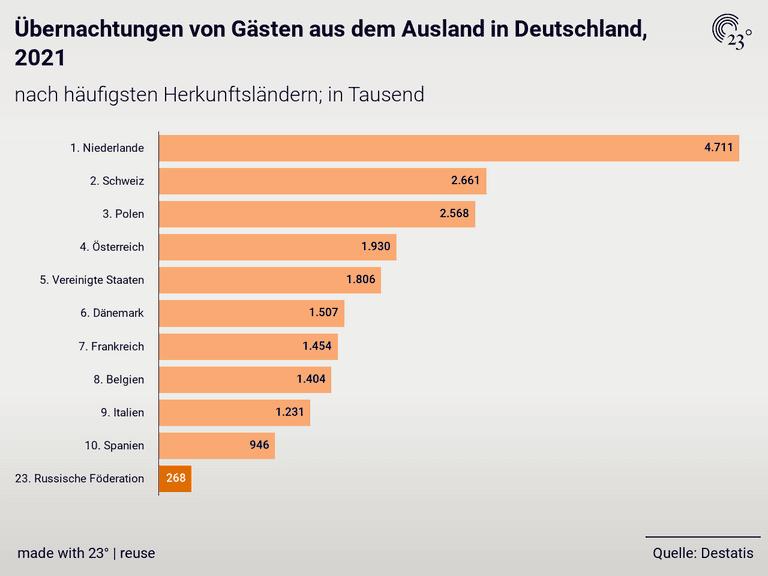 Übernachtungen von Gästen aus dem Ausland in Deutschland,
2021
23°
nach häufigsten Herkunftsländern; in Tausend
1. Niederlande 4.711
2. Schweiz 2.661
3. Polen 2.568
4. Österreich 1.930
5. Vereinigte Staaten 1.806
6. Dänemark 1.507
7. Frankreich 1.454
8. Belgien 1.404
9. Italien 1.231
10. Spanien 946
23. Russische Föderation 268
made with 23° | reuse
Quelle: Destatis